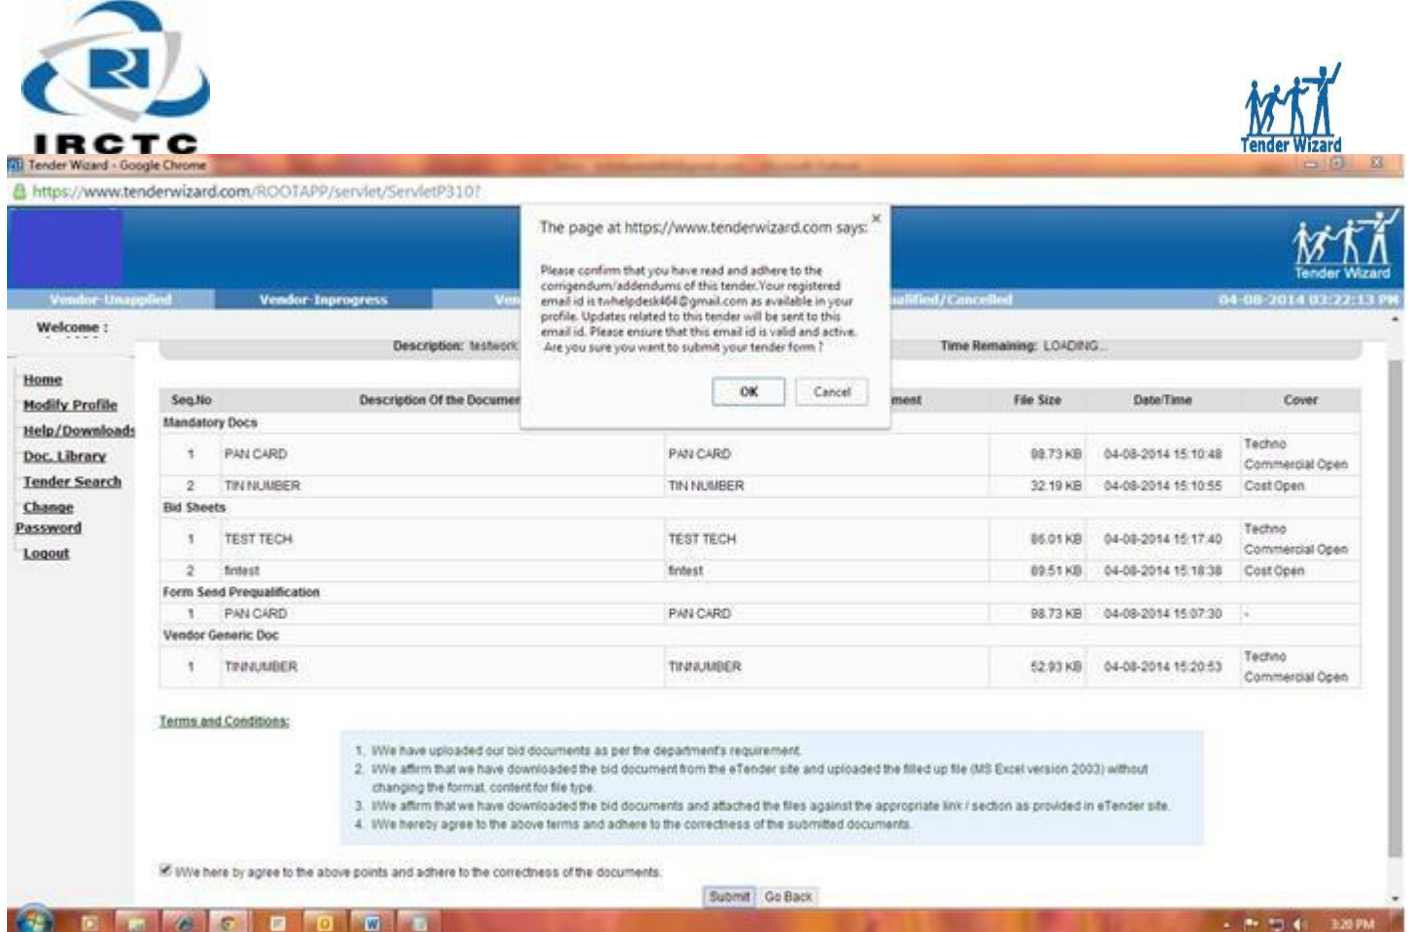 IRCTC
Tender Wizard
Tender Wizard - Google Chrome
https://www.tenderwizard.com/ROOTAPP/servlet/ServletP310?
The page at https://www.tenderwizard.com says:
Please confirm that you have read and adhere to the
corrigendum/addendums of this tender.Your registered
email id is twhelpdesk464@gmail.com as available in your
profile. Updates related to this tender will be sent to this
email id. Please ensure that this email id is valid and active.
Are you sure you want to submit your tender form ?
OK Cancel
Tender Wizard
Vendor-Unapplied Vendor-Inprogress 04-08-2014 03:22:13 PM
Welcome :
Description: testwork Time Remaining: LOADING...
Home
Modify Profile
Help/Downloads
Doc. Library
Tender Search
Change
Password
Logout
Seq.No Description Of the Documen File Size Date/Time Cover
Mandatory Docs
1 PAN CARD PAN CARD 98.73 KB 04-08-2014 15:10:48 Techno Commercial Open
2 TIN NUMBER TIN NUMBER 32.19 KB 04-08-2014 15:10:55 Cost Open
Bid Sheets
1 TEST TECH TEST TECH 86.01 KB 04-08-2014 15:17:40 Techno Commercial Open
2 fintest fintest 89.51 KB 04-08-2014 15:18:38 Cost Open
Form Send Prequalification
1 PAN CARD PAN CARD 98.73 KB 04-08-2014 15:07:30 -
Vendor Generic Doc
1 TINNUMBER TINNUMBER 52.93 KB 04-08-2014 15:20:53 Techno Commercial Open
Terms and Conditions:
1. I/We have uploaded our bid documents as per the department's requirement.
2. I/We affirm that we have downloaded the bid document from the eTender site and uploaded the filled up file (MS Excel version 2003) without
changing the format, content for file type.
3. I/We affirm that we have downloaded the bid documents and attached the files against the appropriate link / section as provided in eTender site.
4. I/We hereby agree to the above terms and adhere to the correctness of the submitted documents.
I/We here by agree to the above points and adhere to the correctness of the documents.
Submit Go Back
3:20 PM